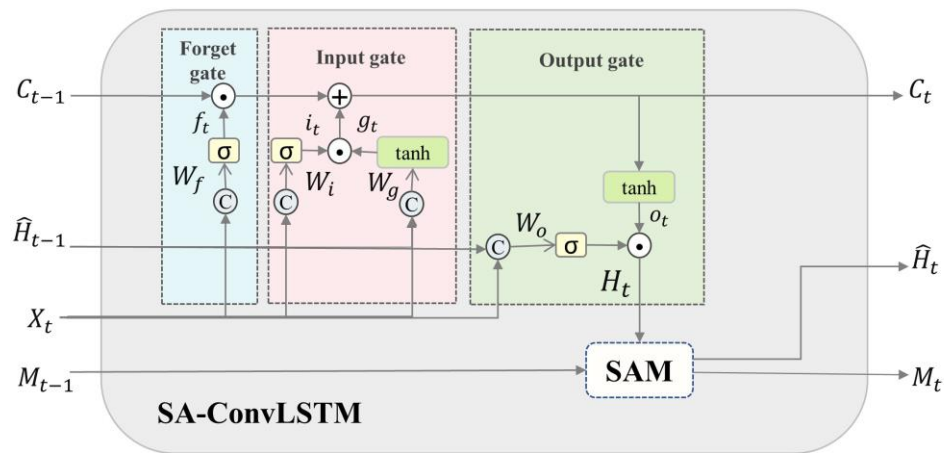 Forget
gate
Input gate
Output gate
C_{t-1}
C_t
f_t
i_t
g_t
σ
σ
tanh
W_f
W_i
W_g
tanh
C
C
C
o_t
Ĥ_{t-1}
C
W_o
σ
Ĥ_t
H_t
X_t
M_{t-1}
SAM
M_t
SA-ConvLSTM